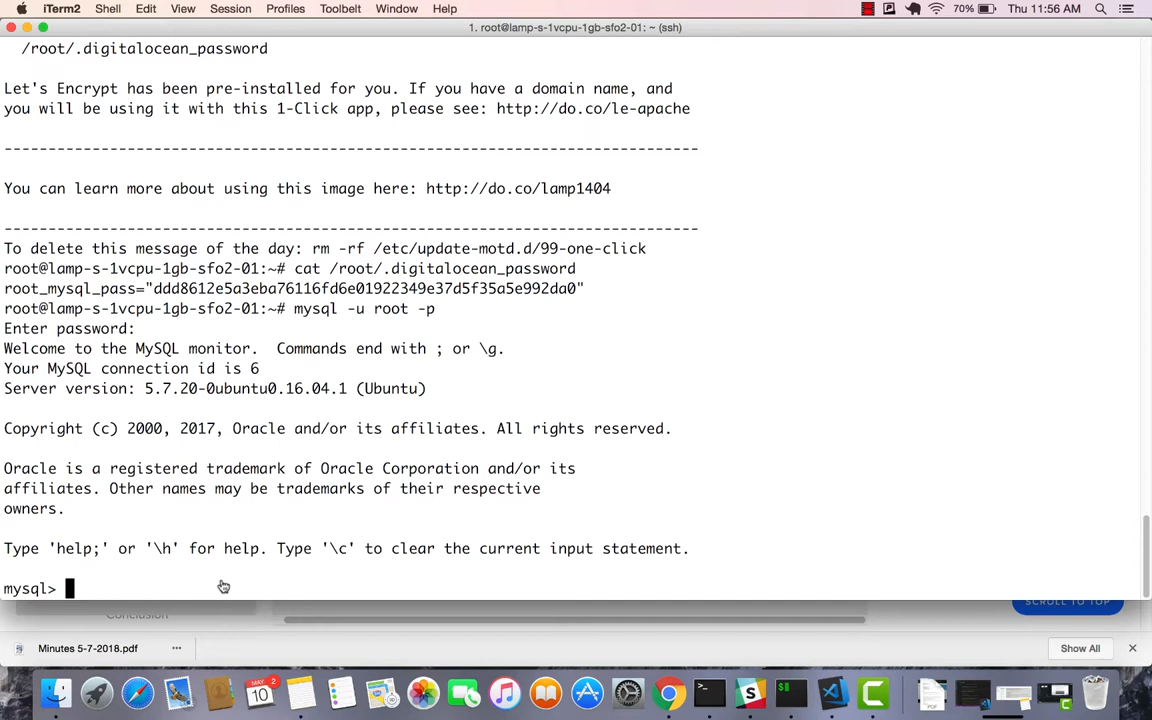 iTerm2 Shell Edit View Session Profiles Toolbelt Window Help 70% Thu 11:56 AM
1. root@lamp-s-1vcpu-1gb-sfo2-01: ~ (ssh)
/root/.digitalocean_password
Let's Encrypt has been pre-installed for you. If you have a domain name, and
you will be using it with this 1-Click app, please see: http://do.co/le-apache
--------------------------------------------------------------------------------
You can learn more about using this image here: http://do.co/lamp1404
--------------------------------------------------------------------------------
To delete this message of the day: rm -rf /etc/update-motd.d/99-one-click
root@lamp-s-1vcpu-1gb-sfo2-01:~# cat /root/.digitalocean_password
root_mysql_pass="ddd8612e5a3eba76116fd6e01922349e37d5f35a5e992da0"
root@lamp-s-1vcpu-1gb-sfo2-01:~# mysql -u root -p
Enter password:
Welcome to the MySQL monitor.  Commands end with ; or \g.
Your MySQL connection id is 6
Server version: 5.7.20-0ubuntu0.16.04.1 (Ubuntu)
Copyright (c) 2000, 2017, Oracle and/or its affiliates. All rights reserved.
Oracle is a registered trademark of Oracle Corporation and/or its
affiliates. Other names may be trademarks of their respective
owners.
Type 'help;' or '\h' for help. Type '\c' to clear the current input statement.
mysql>
Conclusion
SCROLL TO TOP
Minutes 5-7-2018.pdf
Show All
MAY
10
2